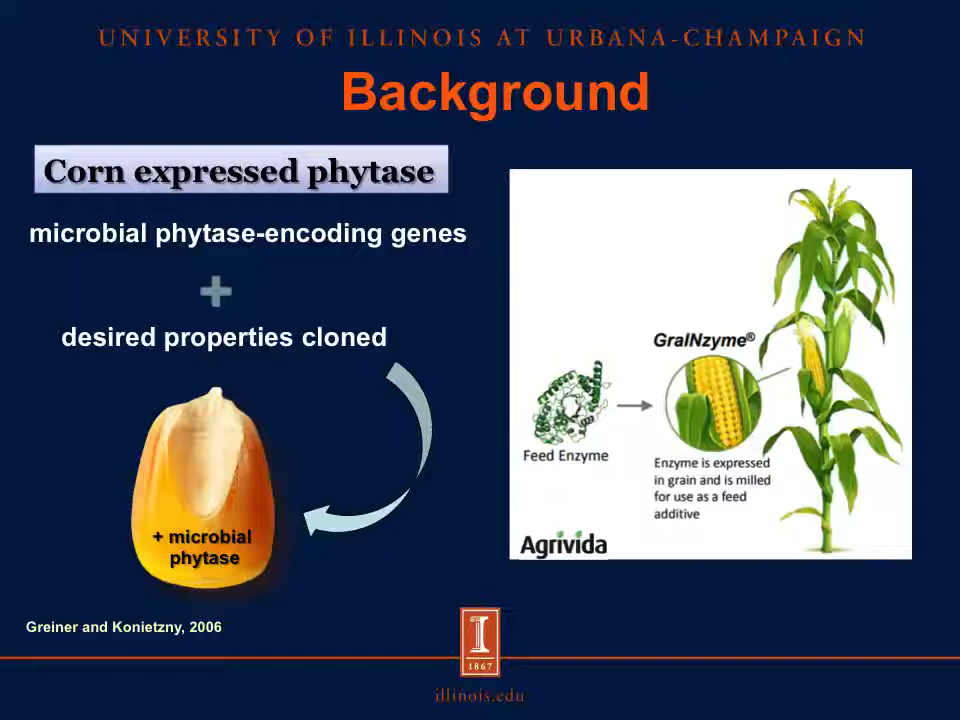 UNIVERSITY OF ILLINOIS AT URBANA-CHAMPAIGN
Background
Corn expressed phytase
microbial phytase-encoding genes
desired properties cloned
+ microbial
phytase
GraINzyme®
Feed Enzyme
Enzyme is expressed
in grain and is milled
for use as a feed
additive
Agrivida
Greiner and Konietzny, 2006
I
1867
illinois.edu